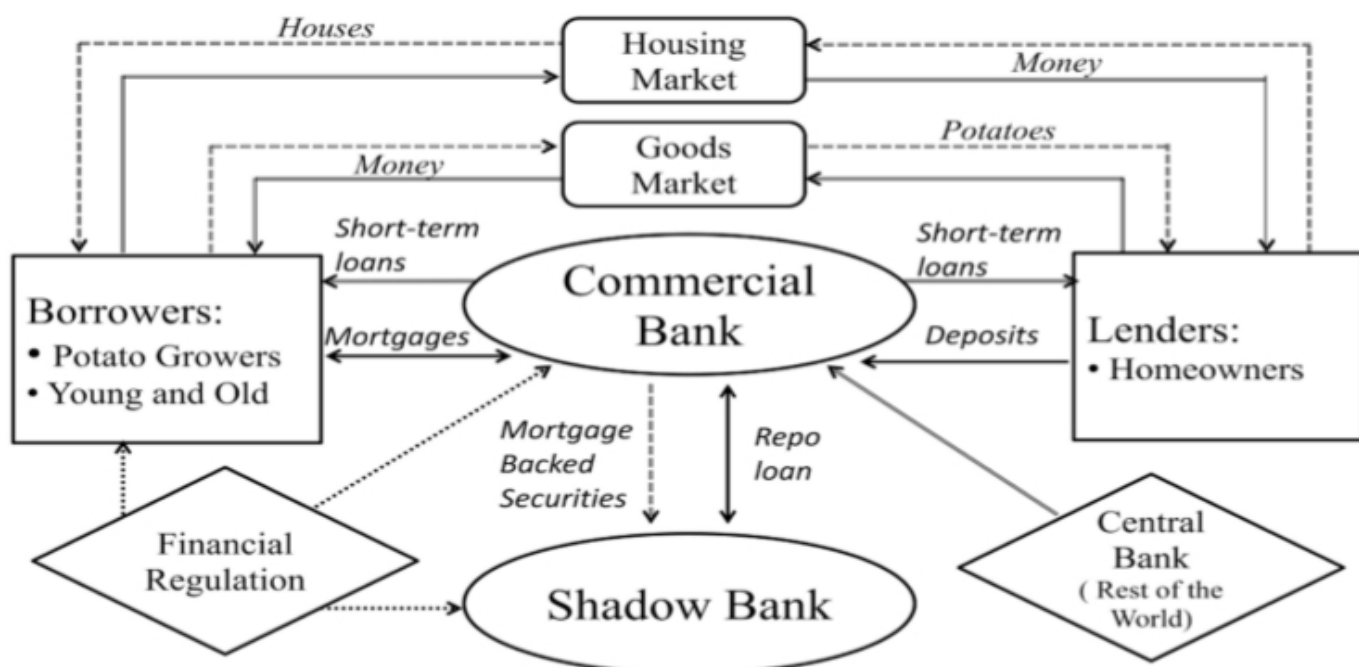 Houses
Housing
Market
Money
Potatoes
Goods
Market
Money
Short-term
loans
Commercial
Bank
Short-term
loans
Borrowers:
• Potato Growers
• Young and Old
Mortgages
Deposits
Lenders:
• Homeowners
Mortgage
Backed
Securities
Repo
loan
Financial
Regulation
Shadow Bank
Central
Bank
( Rest of the
World)